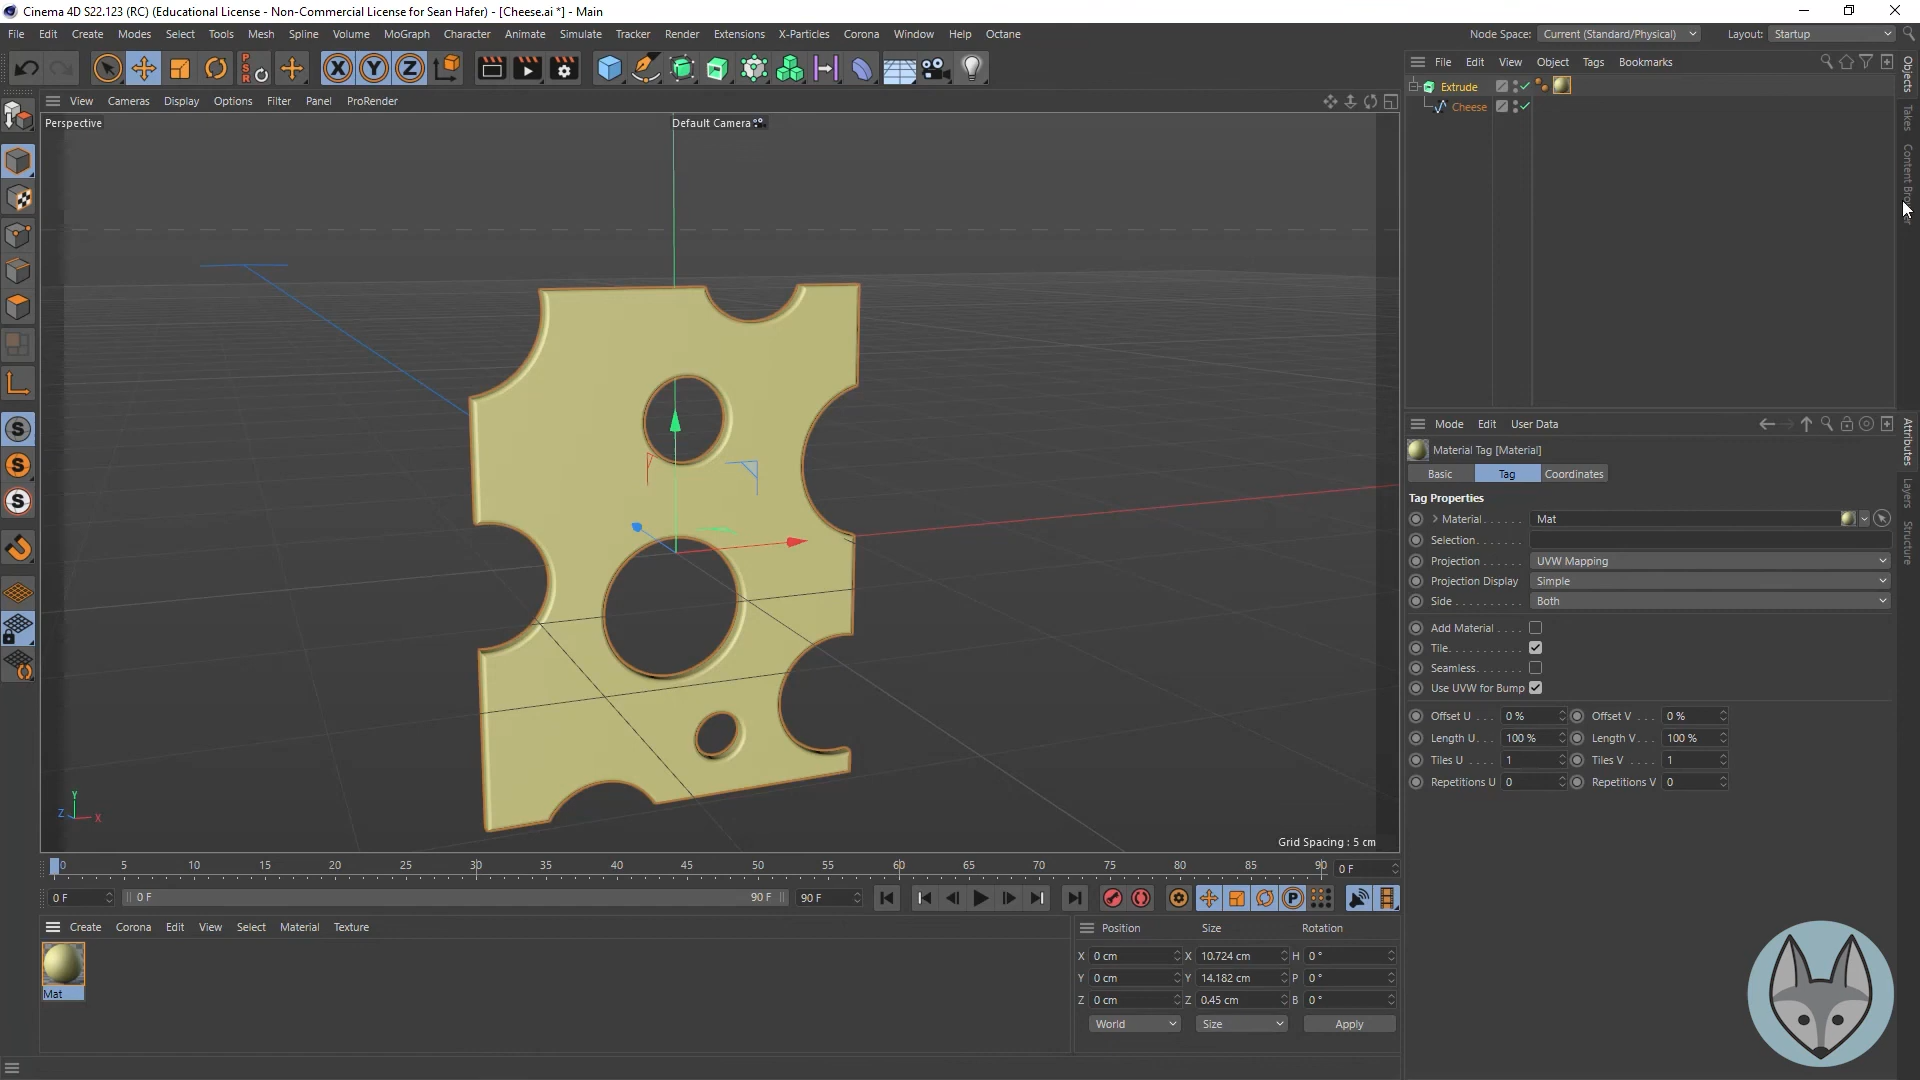 Cinema 4D S22.123 (RC) (Educational License - Non-Commercial License for Sean Hafer) - [Cheese.ai *] - Main
File Edit Create Modes Select Tools Mesh Spline Volume MoGraph Character Animate Simulate Tracker Render Extensions X-Particles Corona Window Help Octane Node Space: Current (Standard/Physical) Layout: Startup
P S R X Y Z
File Edit View Object Tags Bookmarks
Extrude
Cheese
Objects
Takes
View Cameras Display Options Filter Panel ProRender
Perspective
Default Camera
Grid Spacing : 5 cm
Y
Z X
S
S
S
Mode Edit User Data
Attributes
Layers
Structure
Material Tag [Material]
Basic Tag Coordinates
Tag Properties
Material . . . . . . Mat
Selection . . . . . . .
Projection . . . . . . UVW Mapping
Projection Display Simple
Side . . . . . . . . . . Both
Add Material . . . .
Tile. . . . . . . . . . .
Seamless. . . . . . .
Use UVW for Bump
Offset U . . . 0 % Offset V . . . 0 %
Length U . . . 100 % Length V . . . 100 %
Tiles U . . . . 1 Tiles V . . . . 1
Repetitions U 0 Repetitions V 0
0 5 10 15 20 25 30 35 40 45 50 55 60 65 70 75 80 85 90 0 F
0 F 0 F 90 F 90 F P
Create Corona Edit View Select Material Texture
Mat
Position Size Rotation
X 0 cm X 10.724 cm H 0 °
Y 0 cm Y 14.182 cm P 0 °
Z 0 cm Z 0.45 cm B 0 °
World Size Apply